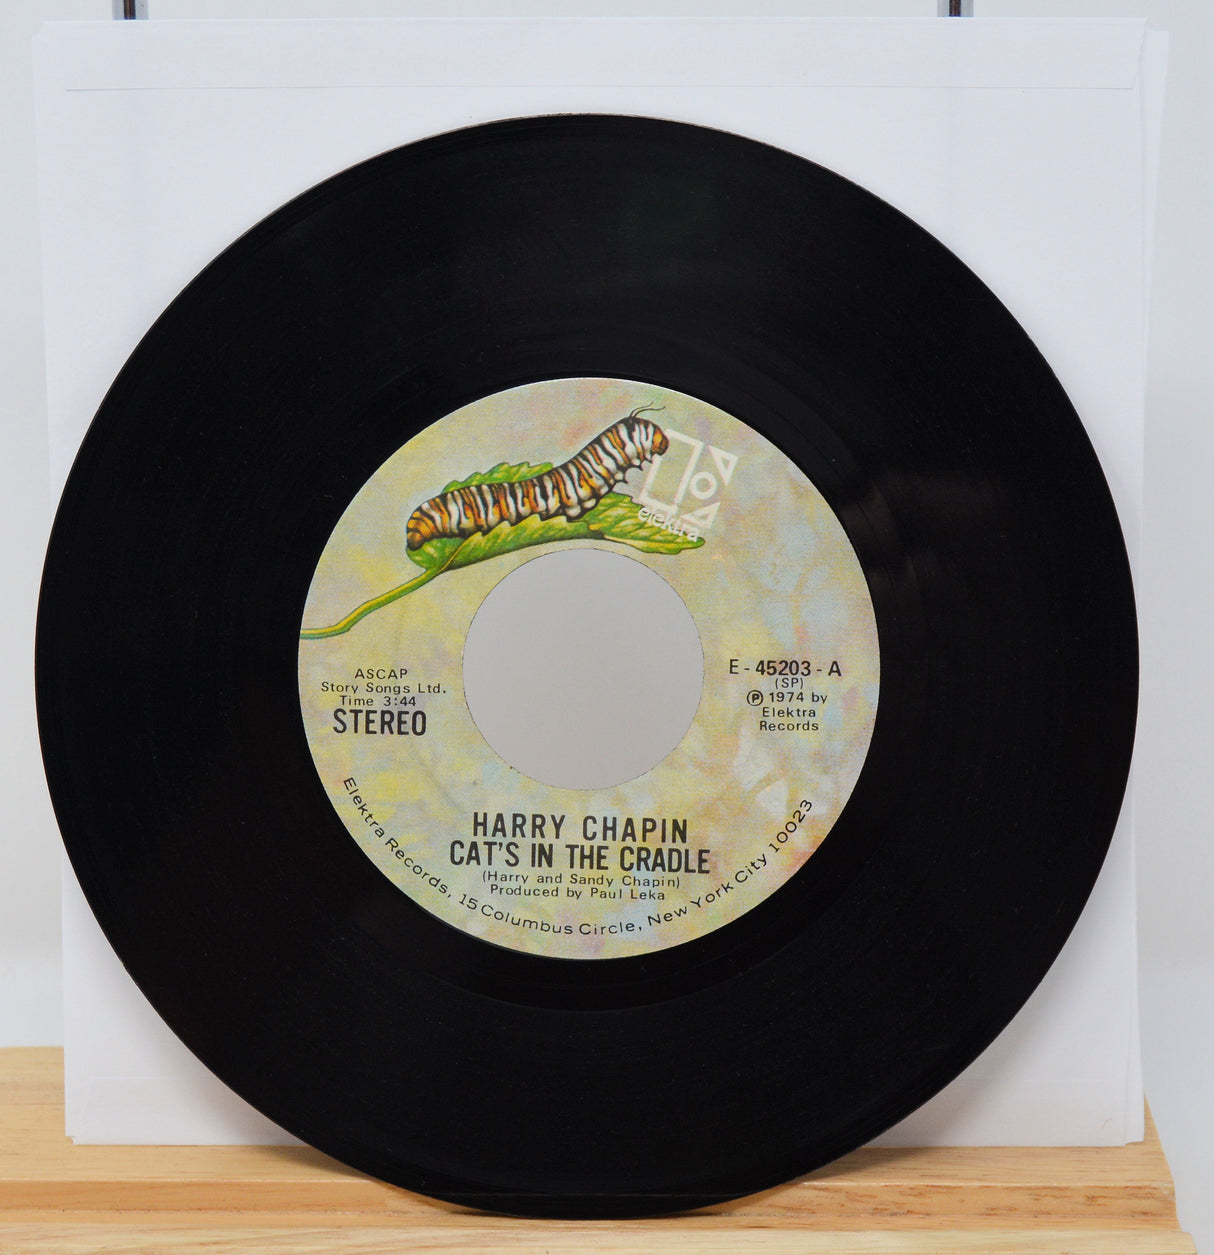 elektra
ASCAP
Story Songs Ltd.
Time 3:44
STEREO
E - 45203 - A
(SP)
Ⓟ 1974 by
Elektra
Records
HARRY CHAPIN
CAT'S IN THE CRADLE
(Harry and Sandy Chapin)
Produced by Paul Leka
Elektra Records, 15 Columbus Circle, New York City 10023